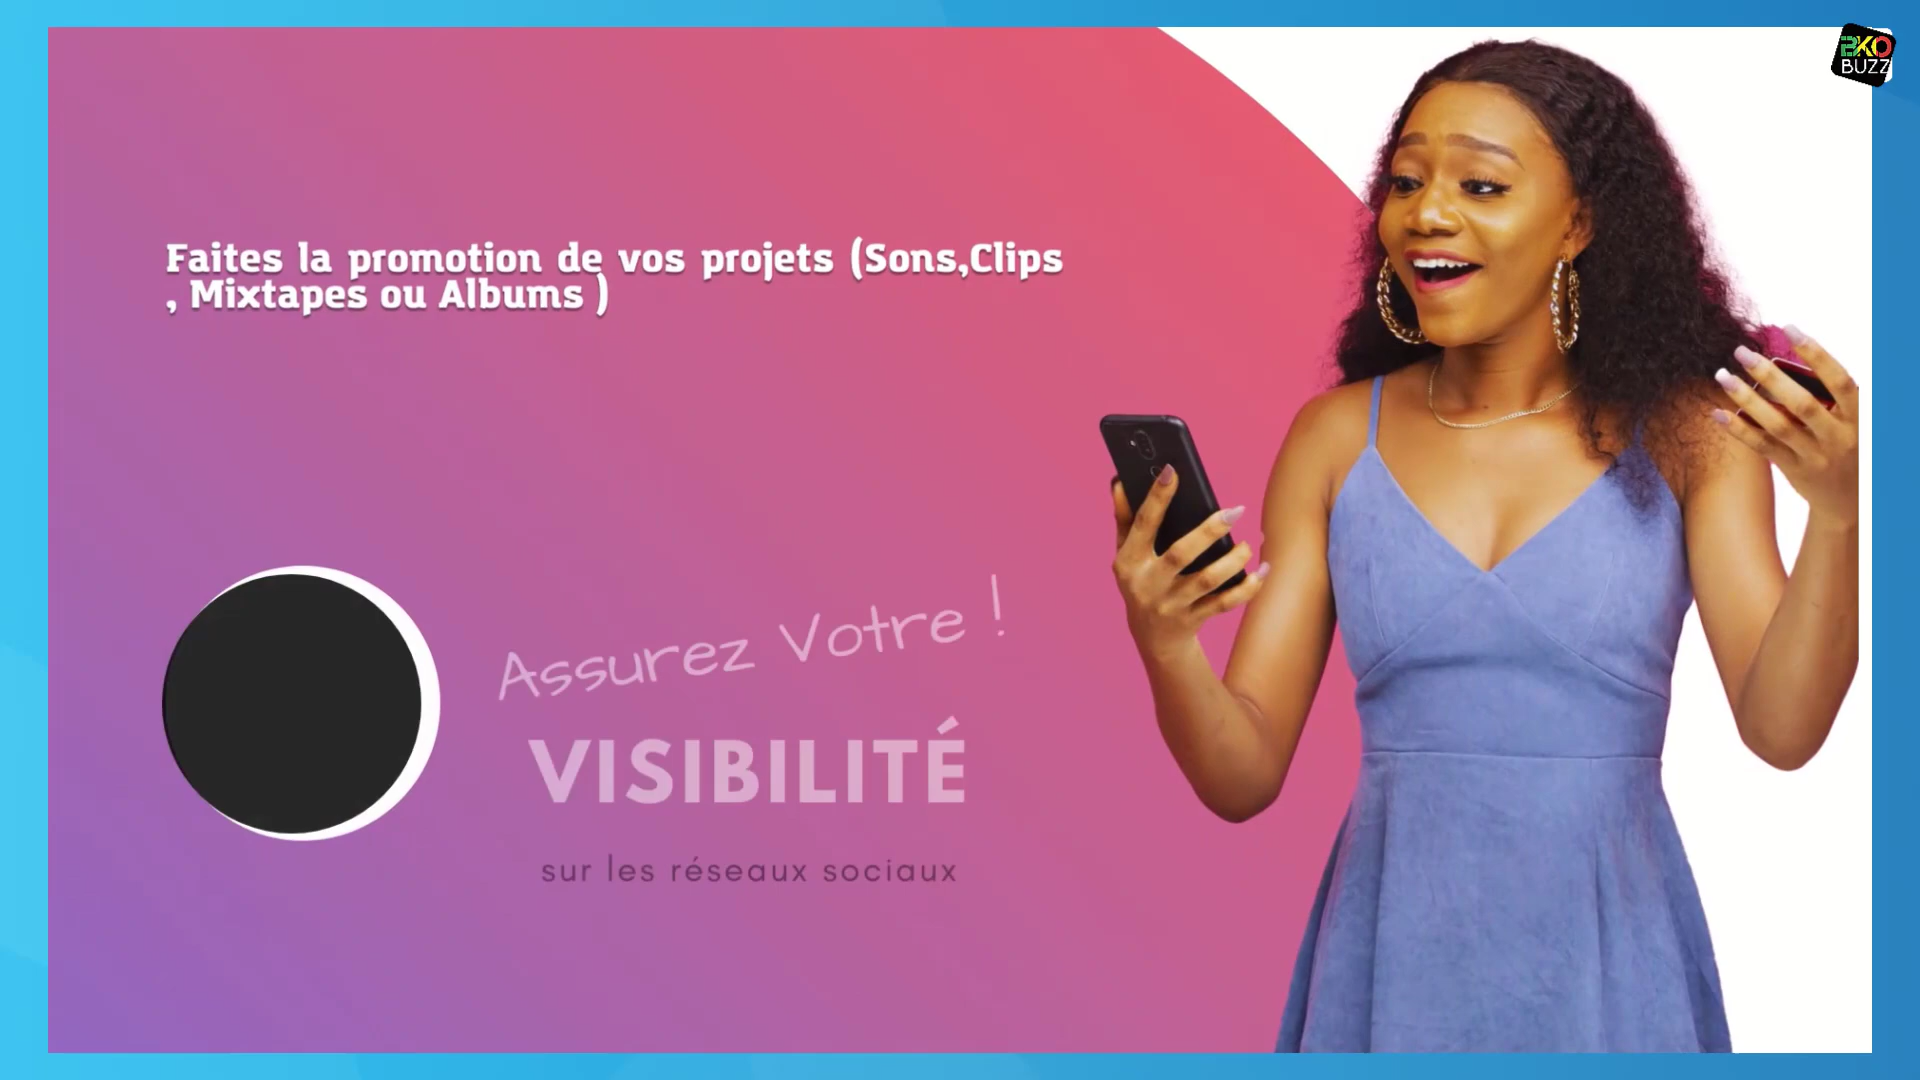 BKO
BUZZ
Faites la promotion de vos projets (Sons,Clips
, Mixtapes ou Albums )
Assurez Votre !
VISIBILITÉ
sur les réseaux sociaux